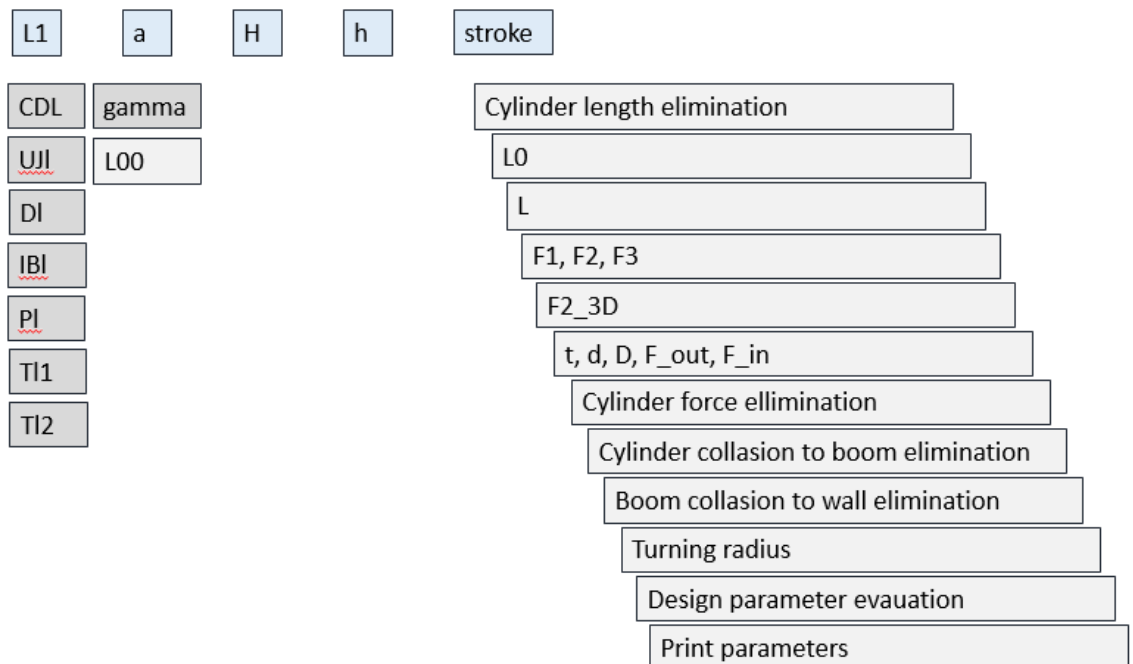 L1 a H h stroke
CDL gamma Cylinder length elimination
UJl L00 L0
Dl L
IBl F1, F2, F3
Pl F2_3D
Tl1 t, d, D, F_out, F_in
Tl2 Cylinder force ellimination
Cylinder collasion to boom elimination
Boom collasion to wall elimination
Turning radius
Design parameter evauation
Print parameters